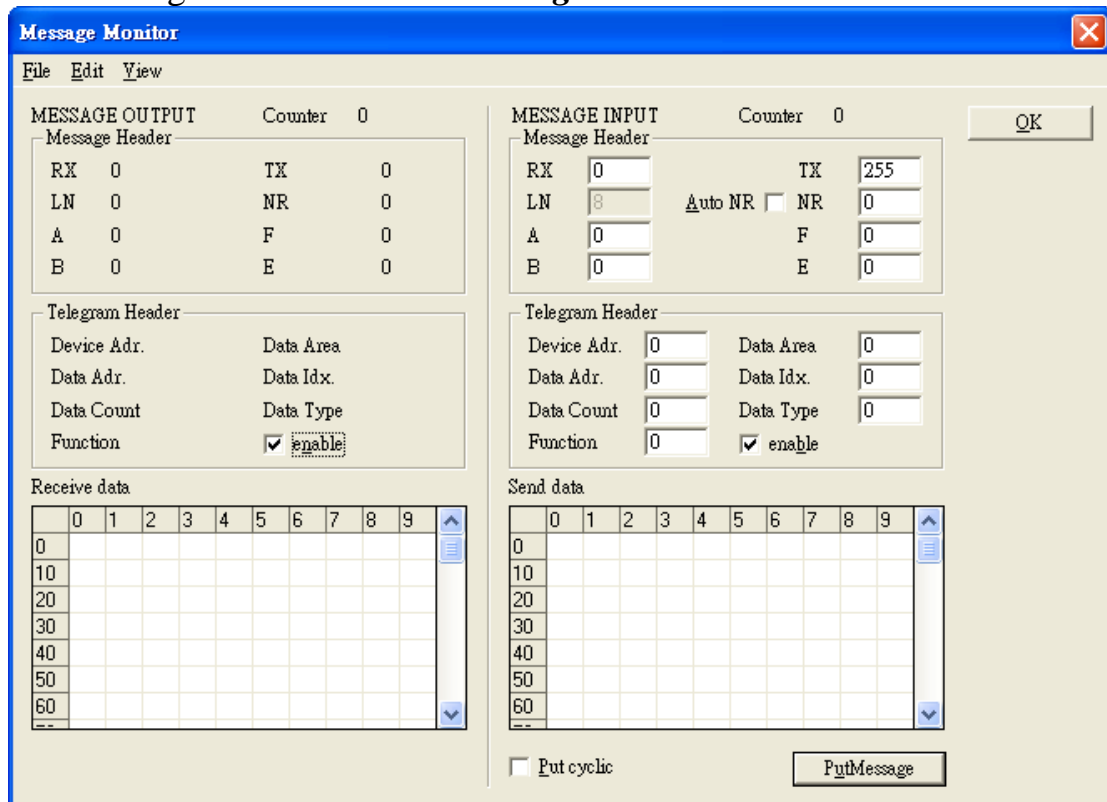 Message Monitor
File Edit View
MESSAGE OUTPUT Counter 0
Message Header
RX 0 TX 0
LN 0 NR 0
A 0 F 0
B 0 E 0
Telegram Header
Device Adr. Data Area
Data Adr. Data Idx.
Data Count Data Type
Function enable
Receive data
0 1 2 3 4 5 6 7 8 9
0
10
20
30
40
50
60
MESSAGE INPUT Counter 0
Message Header
RX 0 TX 255
LN 8 Auto NR NR 0
A 0 F 0
B 0 E 0
Telegram Header
Device Adr. 0 Data Area 0
Data Adr. 0 Data Idx. 0
Data Count 0 Data Type 0
Function 0 enable
Send data
0 1 2 3 4 5 6 7 8 9
0
10
20
30
40
50
60
Put cyclic PutMessage
OK